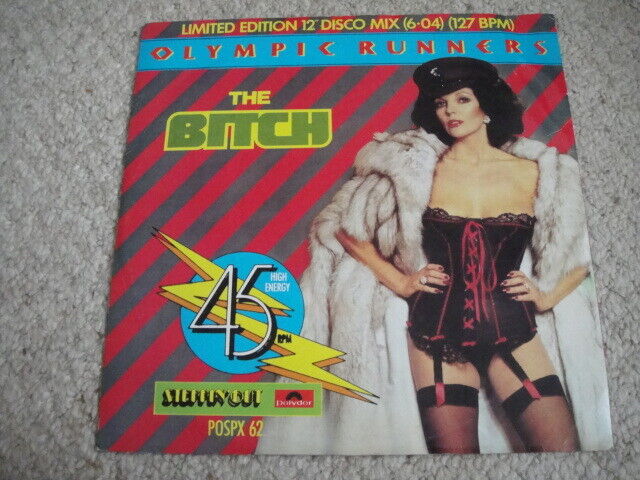 LIMITED EDITION 12" DISCO MIX (6·04) (127 BPM)
OLYMPIC RUNNERS
THE
BITCH
HIGH
ENERGY
45
RPM
STEPPIN'OUT
Polydor
POSPX 62